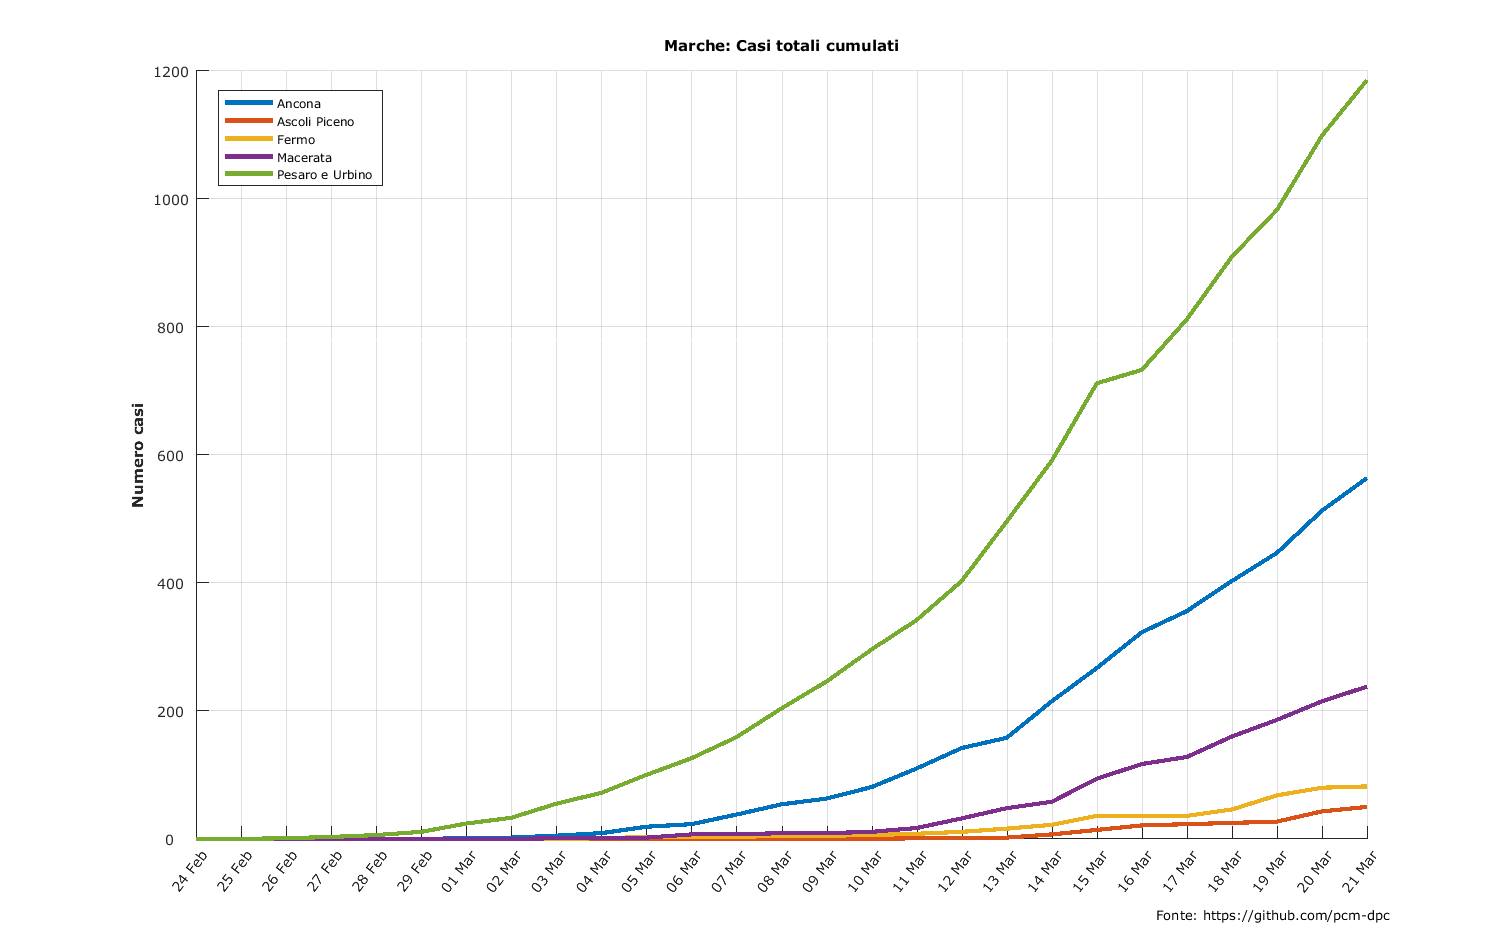 Marche: Casi totali cumulati
1200
1000
800
600
400
200
0
Numero casi
Ancona
Ascoli Piceno
Fermo
Macerata
Pesaro e Urbino
24 Feb
25 Feb
26 Feb
27 Feb
28 Feb
29 Feb
01 Mar
02 Mar
03 Mar
04 Mar
05 Mar
06 Mar
07 Mar
08 Mar
09 Mar
10 Mar
11 Mar
12 Mar
13 Mar
14 Mar
15 Mar
16 Mar
17 Mar
18 Mar
19 Mar
20 Mar
21 Mar
Fonte: https://github.com/pcm-dpc